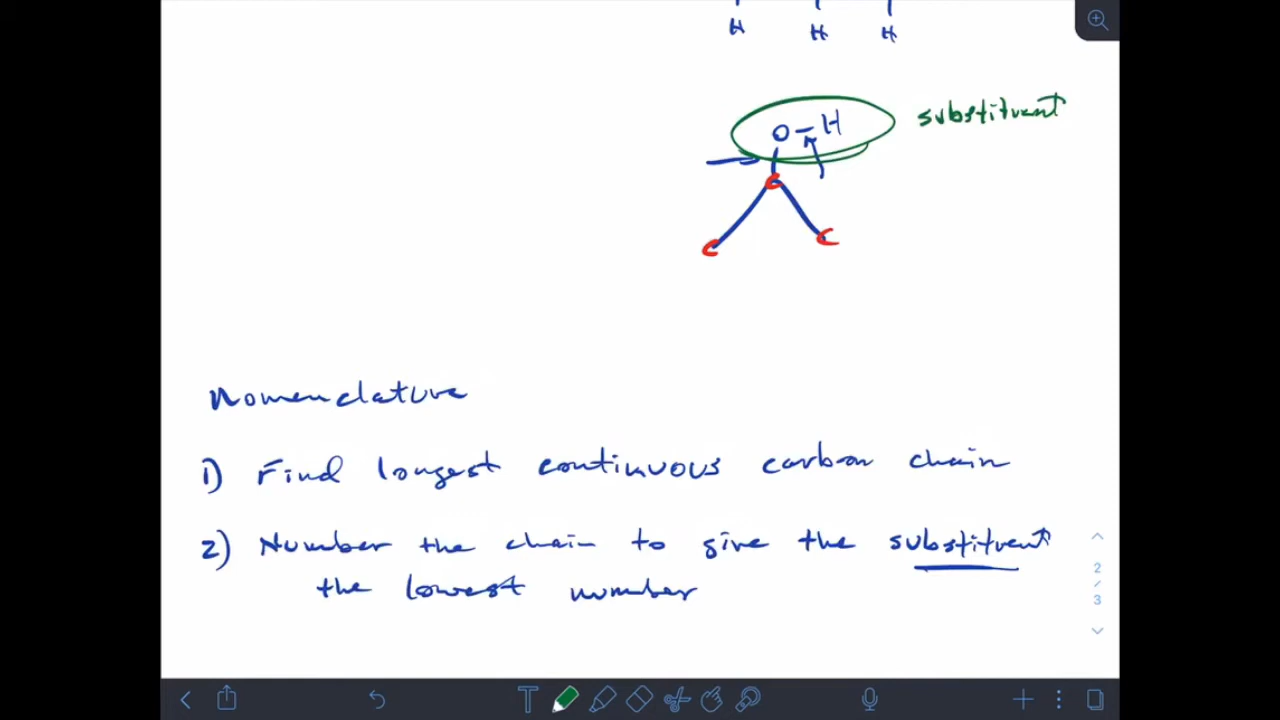 H H H
O-H substituent
C
C C
Nomenclature
1) Find longest continuous carbon chain
2) Number the chain to give the substituent
the lowest number
2
/
3
T